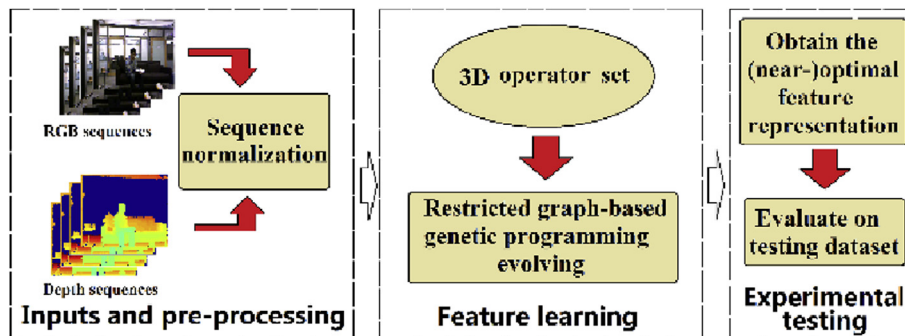 RGB sequences
Depth sequences
Sequence
normalization
Inputs and pre-processing
3D operator set
Restricted graph-based
genetic programming
evolving
Feature learning
Obtain the
(near-)optimal
feature
representation
Evaluate on
testing dataset
Experimental
testing